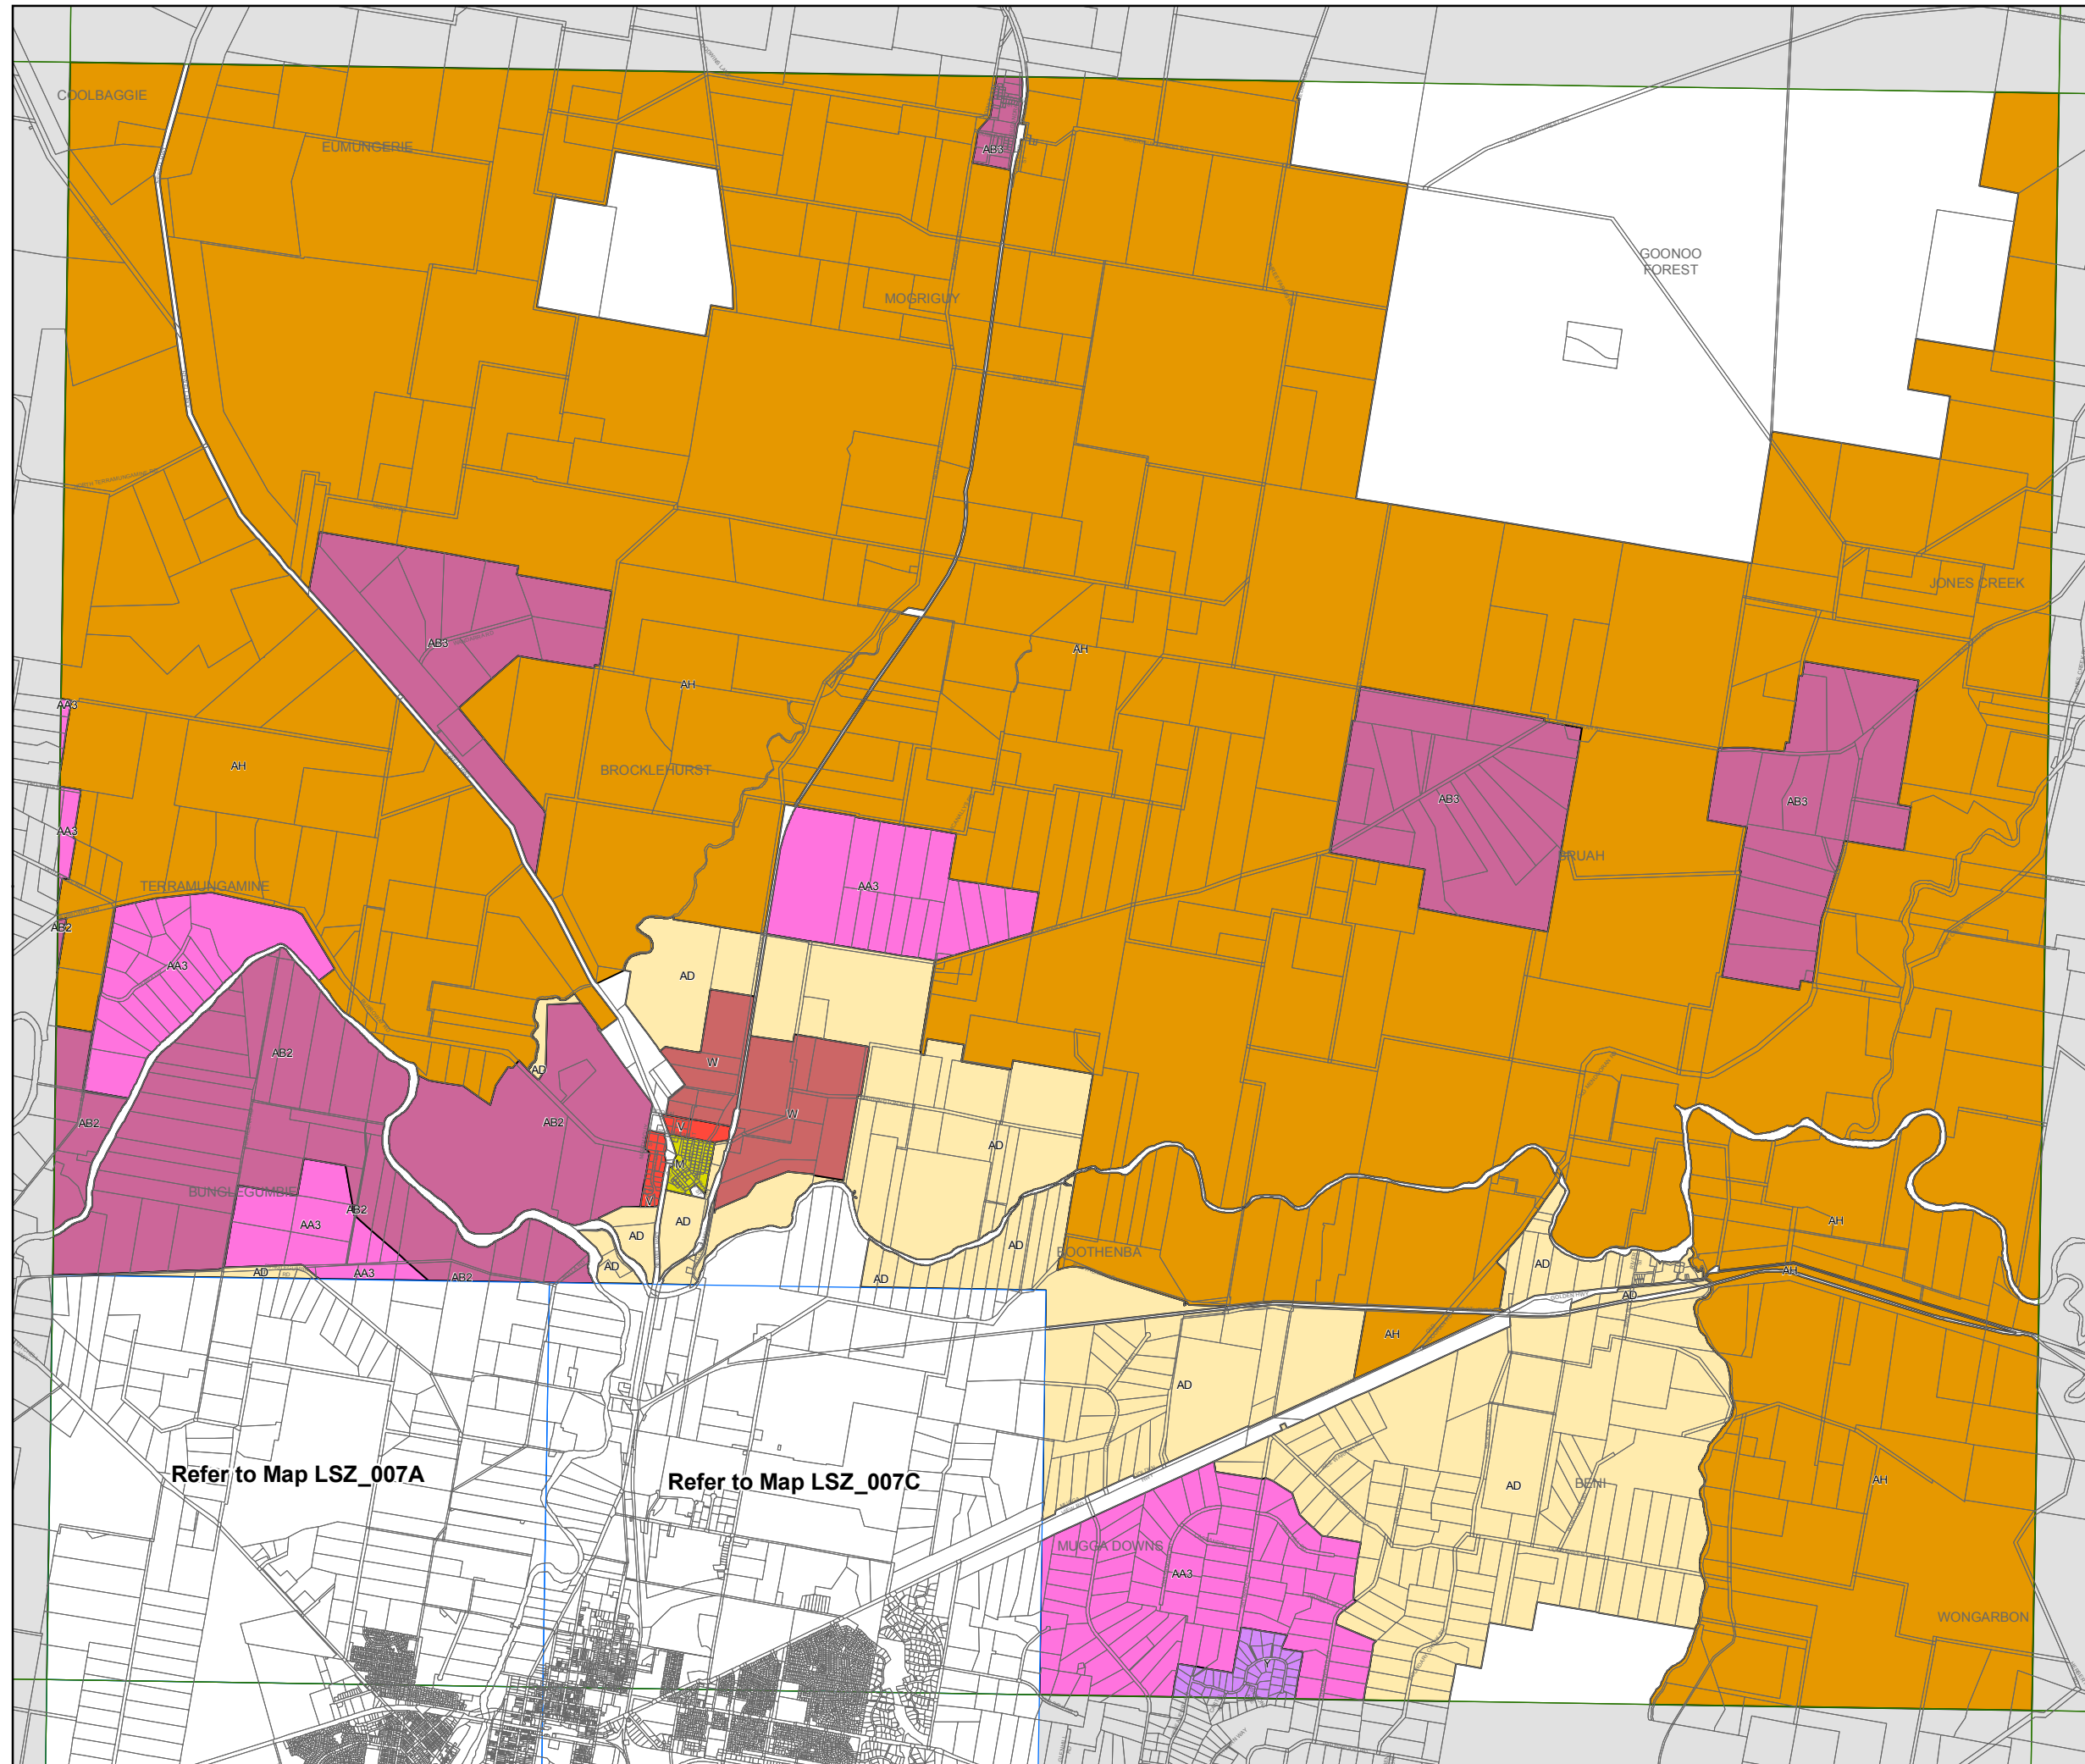 COOLBAGGIE
EUMUNGERIE
AB3
GOONOO
FOREST
MOGRIGUY
JONES CREEK
AB3
AH
AH
AA3
AH
BROCKLEHURST
AB3
AB3
AA3
BRUAH
TERRAMUNGAMINE
AA3
AB2
AA3
AD
AB2
W
AD
W
AB2
AB2
V
AD
M
BUNGLEGUMBIE
V
AB2
AA3
AD
AH
AD
AD
BOOTHENBA
AD
AD
AD
AA3
AB2
AD
AH
AD
AH
AD
Refer to Map LSZ_007A
Refer to Map LSZ_007C
AH
AD
BENI
MUGGA DOWNS
AA3
WONGARBON
Y
GOLDEN HWY